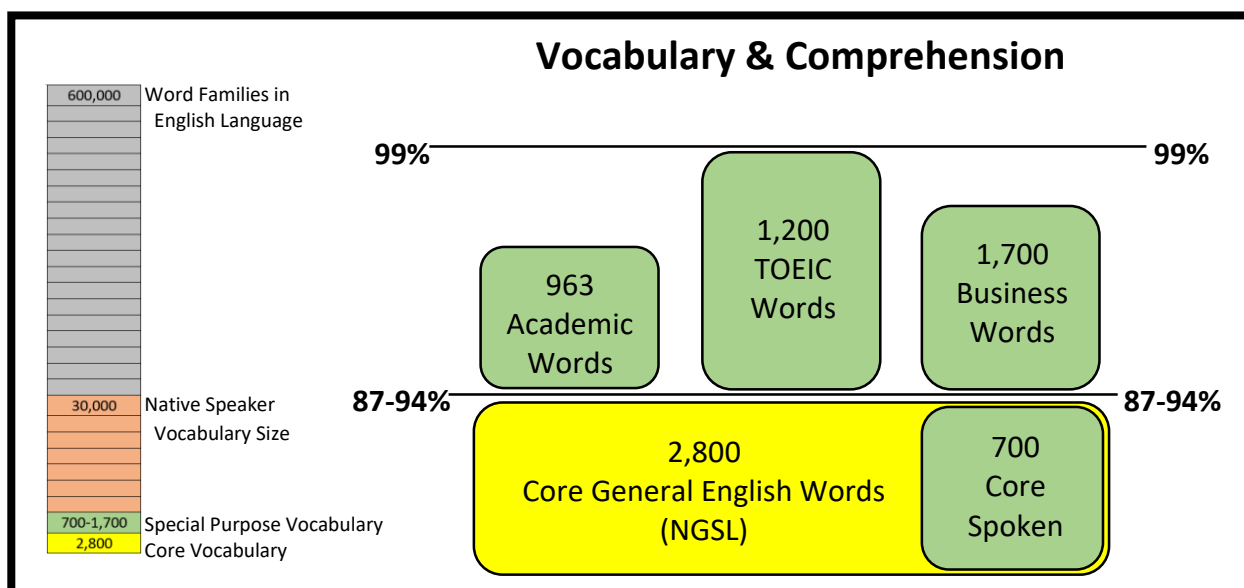 Vocabulary & Comprehension
600,000
Word Families in
English Language
30,000
Native Speaker
Vocabulary Size
700-1,700
Special Purpose Vocabulary
2,800
Core Vocabulary
99%
99%
963
Academic
Words
1,200
TOEIC
Words
1,700
Business
Words
87-94%
87-94%
2,800
Core General English Words
(NGSL)
700
Core
Spoken